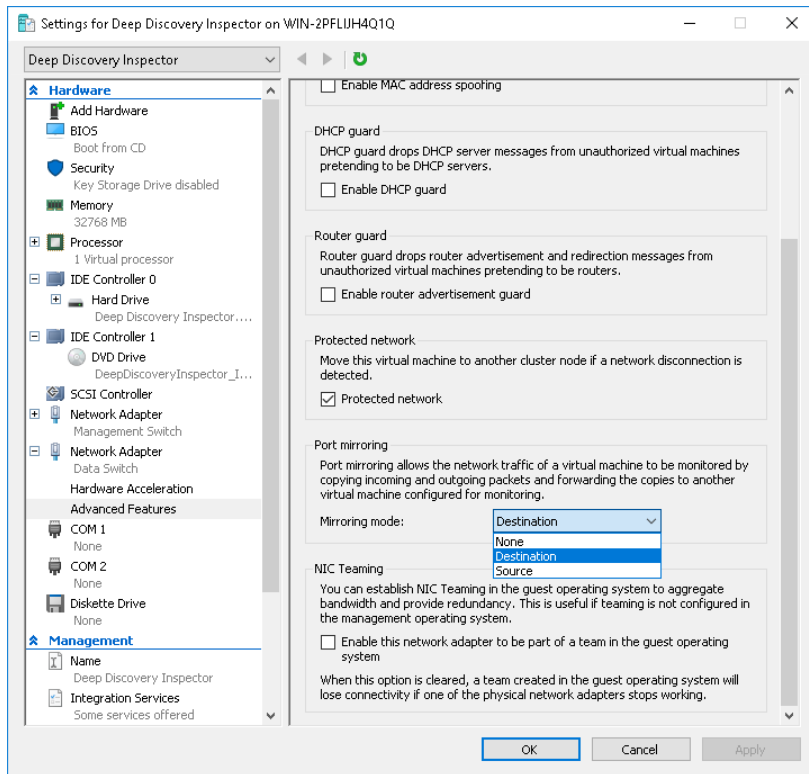 Settings for Deep Discovery Inspector on WIN-2PFLIJH4Q1Q
Deep Discovery Inspector
Hardware
Add Hardware
BIOS
Boot from CD
Security
Key Storage Drive disabled
Memory
32768 MB
Processor
1 Virtual processor
IDE Controller 0
Hard Drive
Deep Discovery Inspector....
IDE Controller 1
DVD Drive
DeepDiscoveryInspector_I...
SCSI Controller
Network Adapter
Management Switch
Network Adapter
Data Switch
Hardware Acceleration
Advanced Features
COM 1
None
COM 2
None
Diskette Drive
None
Management
Name
Deep Discovery Inspector
Integration Services
Some services offered
Enable MAC address spoofing
DHCP guard
DHCP guard drops DHCP server messages from unauthorized virtual machines
pretending to be DHCP servers.
Enable DHCP guard
Router guard
Router guard drops router advertisement and redirection messages from
unauthorized virtual machines pretending to be routers.
Enable router advertisement guard
Protected network
Move this virtual machine to another cluster node if a network disconnection is
detected.
Protected network
Port mirroring
Port mirroring allows the network traffic of a virtual machine to be monitored by
copying incoming and outgoing packets and forwarding the copies to another
virtual machine configured for monitoring.
Mirroring mode:
Destination
None
Destination
Source
NIC Teaming
You can establish NIC Teaming in the guest operating system to aggregate
bandwidth and provide redundancy. This is useful if teaming is not configured in
the management operating system.
Enable this network adapter to be part of a team in the guest operating
system
When this option is cleared, a team created in the guest operating system will
lose connectivity if one of the physical network adapters stops working.
OK
Cancel
Apply